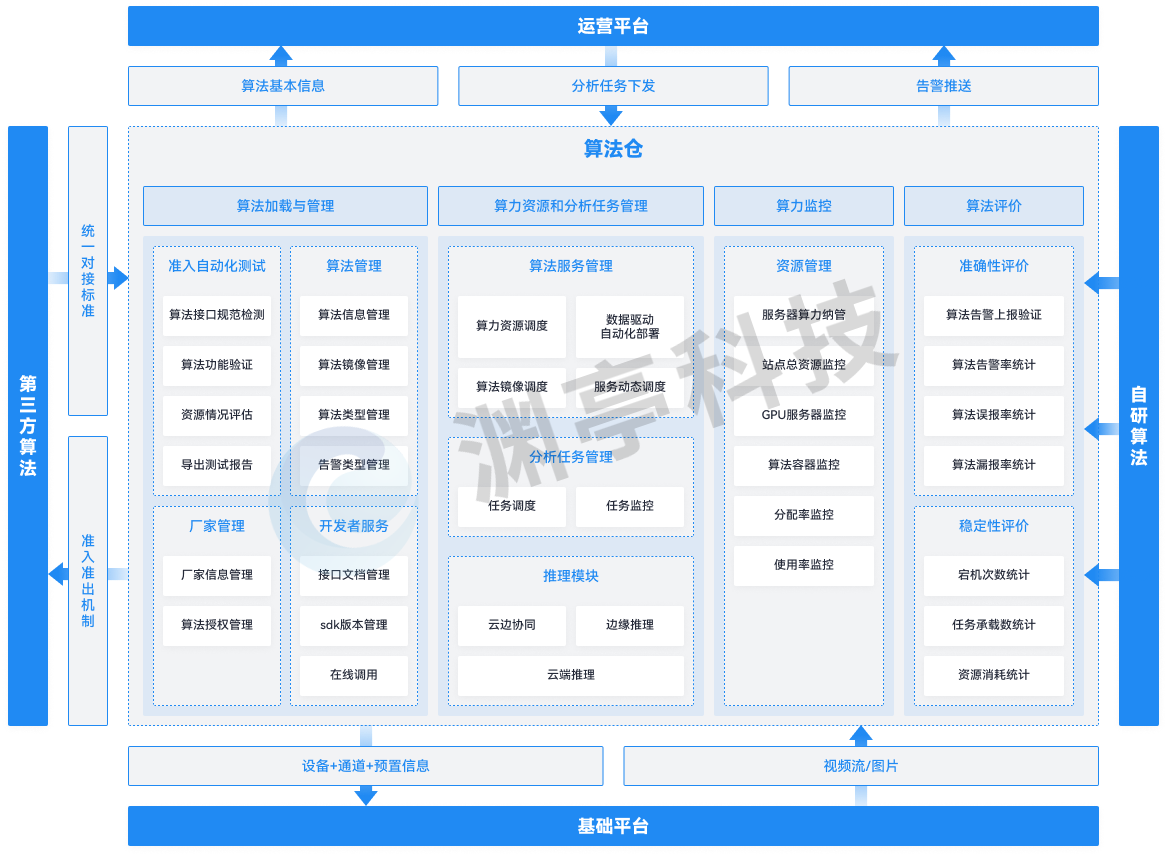 运营平台
算法基本信息
分析任务下发
告警推送
第三方算法
统一对接标准
准入准出机制
算法仓
算法加载与管理
准入自动化测试
算法接口规范检测
算法功能验证
资源情况评估
导出测试报告
算法管理
算法信息管理
算法镜像管理
算法类型管理
告警类型管理
厂家管理
厂家信息管理
算法授权管理
开发者服务
接口文档管理
sdk版本管理
在线调用
算力资源和分析任务管理
算法服务管理
算力资源调度
数据驱动
自动化部署
算法镜像调度
服务动态调度
分析任务管理
任务调度
任务监控
推理模块
云边协同
边缘推理
云端推理
算力监控
资源管理
服务器算力纳管
站点总资源监控
GPU服务器监控
算法容器监控
分配率监控
使用率监控
算法评价
准确性评价
算法告警上报验证
算法告警率统计
算法误报率统计
算法漏报率统计
稳定性评价
宕机次数统计
任务承载数统计
资源消耗统计
自研算法
设备+通道+预置信息
视频流/图片
基础平台
渊亭科技